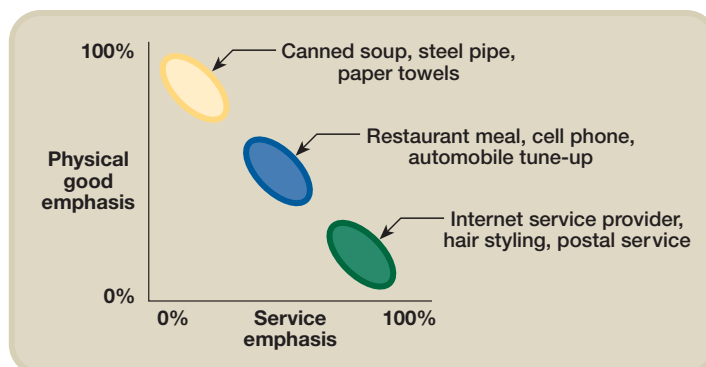 100%
Canned soup, steel pipe,
paper towels
Restaurant meal, cell phone,
automobile tune-up
Physical
good
emphasis
Internet service provider,
hair styling, postal service
0%
0%
Service
emphasis
100%